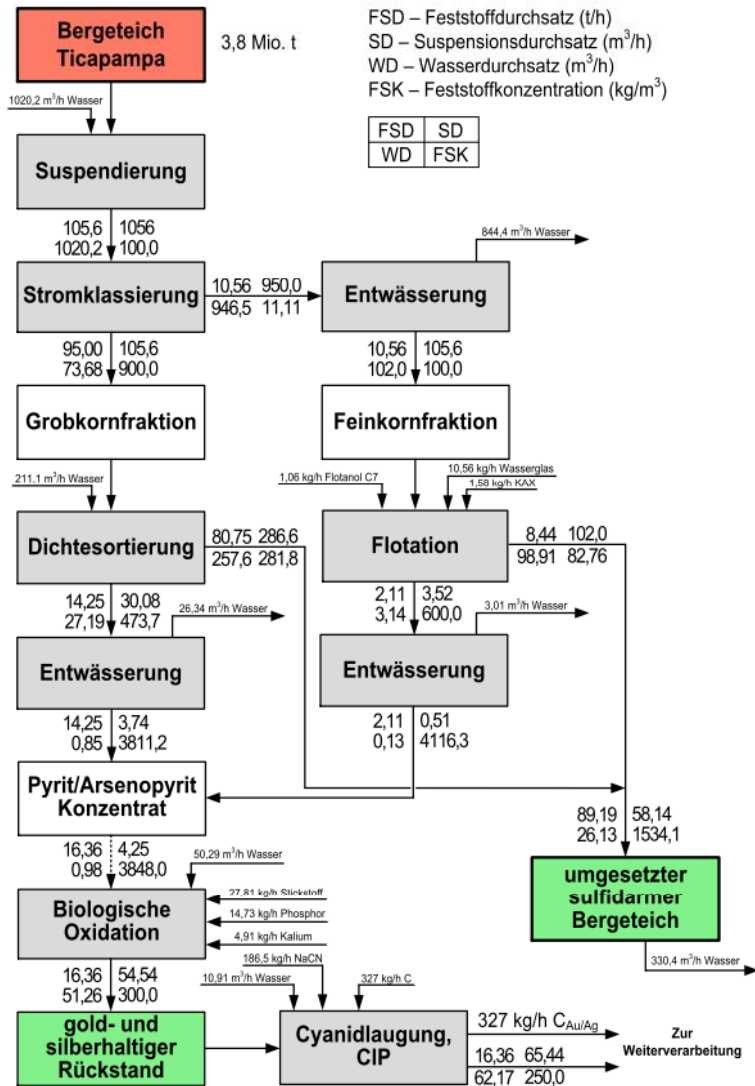 Bergeteich
Ticapampa
3,8 Mio. t
FSD – Feststoffdurchsatz (t/h)
SD – Suspensionsdurchsatz (m³/h)
WD – Wasserdurchsatz (m³/h)
FSK – Feststoffkonzentration (kg/m³)
FSD SD
WD FSK
1020,2 m³/h Wasser
Suspendierung
105,6 1056
1020,2 100,0
844,4 m³/h Wasser
Stromklassierung
10,56 950,0
946,5 11,11
Entwässerung
95,00 105,6
73,68 900,0
10,56 105,6
102,0 100,0
Grobkornfraktion
Feinkornfraktion
211.1 m³/h Wasser
1,06 kg/h Flotanol C7
10,56 kg/h Wasserglas
1,58 kg/h KAX
Dichtesortierung
80,75 286,6
257,6 281,8
Flotation
8,44 102,0
98,91 82,76
14,25 30,08
27,19 473,7
26,34 m³/h Wasser
2,11 3,52
3,14 600,0
3,01 m³/h Wasser
Entwässerung
Entwässerung
14,25 3,74
0,85 3811,2
2,11 0,51
0,13 4116,3
Pyrit/Arsenopyrit
Konzentrat
89,19 58,14
26,13 1534,1
16,36 4,25
0,98 3848,0
50,29 m³/h Wasser
umgesetzter
sulfidarmer
Bergeteich
Biologische
Oxidation
27,81 kg/h Stickstoff
14,73 kg/h Phosphor
4,91 kg/h Kalium
330,4 m³/h Wasser
16,36 54,54
51,26 300,0
186,5 kg/h NaCN
10,91 m³/h Wasser
327 kg/h C
gold- und
silberhaltiger
Rückstand
Cyanidlaugung,
CIP
327 kg/h C Au/Ag
16,36 65,44
62,17 250,0
Zur
Weiterverarbeitung